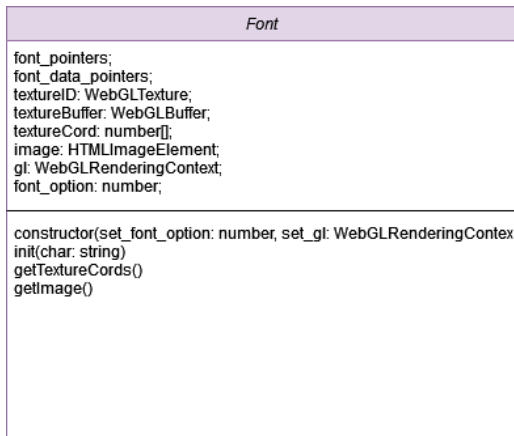 Font
font_pointers;
font_data_pointers;
textureID: WebGLTexture;
textureBuffer: WebGLBuffer;
textureCord: number[];
image: HTMLImageElement;
gl: WebGLRenderingContext;
font_option: number;
constructor(set_font_option: number, set_gl: WebGLRenderingContex
init(char: string)
getTextureCords()
getImage()